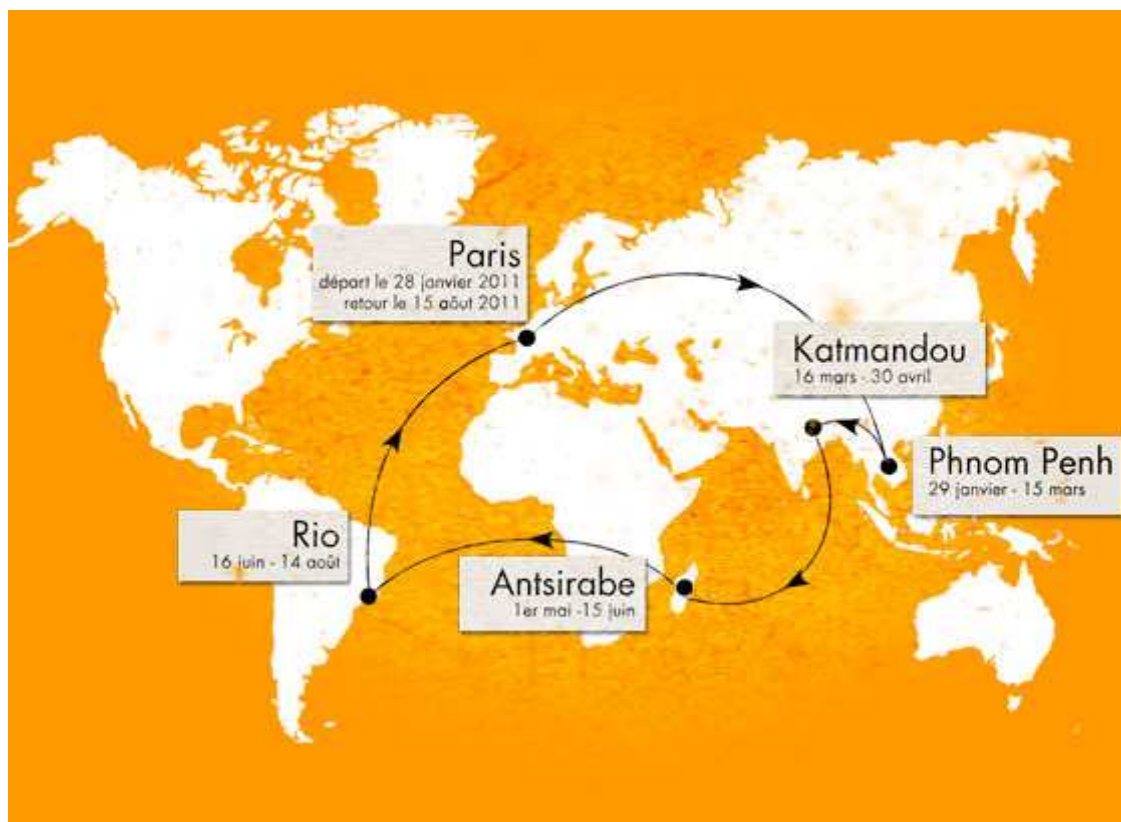 Paris
départ le 28 janvier 2011
retour le 15 aôut 2011
Katmandou
16 mars - 30 avril
Phnom Penh
29 janvier - 15 mars
Rio
16 juin - 14 août
Antsirabe
1er mai -15 juin